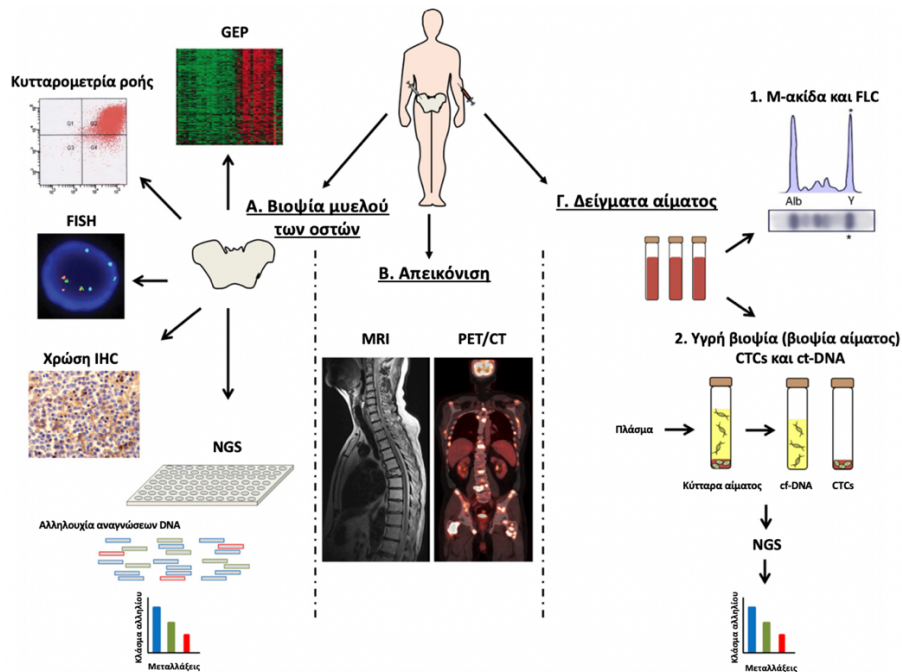 GEP
Κυτταρομετρία ροής
Q1
Q2
Q3
Q4
FISH
Χρώση IHC
NGS
Αλληλουχία αναγνώσεων DNA
Κλάσμα αλληλίου
Μεταλλάξεις
Α. Βιοψία μυελού
των οστών
Β. Απεικόνιση
MRI
PET/CT
Γ. Δείγματα αίματος
1. Μ-ακίδα και FLC
*
Alb
Υ
*
2. Υγρή βιοψία (βιοψία αίματος)
CTCs και ct-DNA
Πλάσμα
Κύτταρα αίματος
cf-DNA
CTCs
NGS
Κλάσμα αλληλίου
Μεταλλάξεις